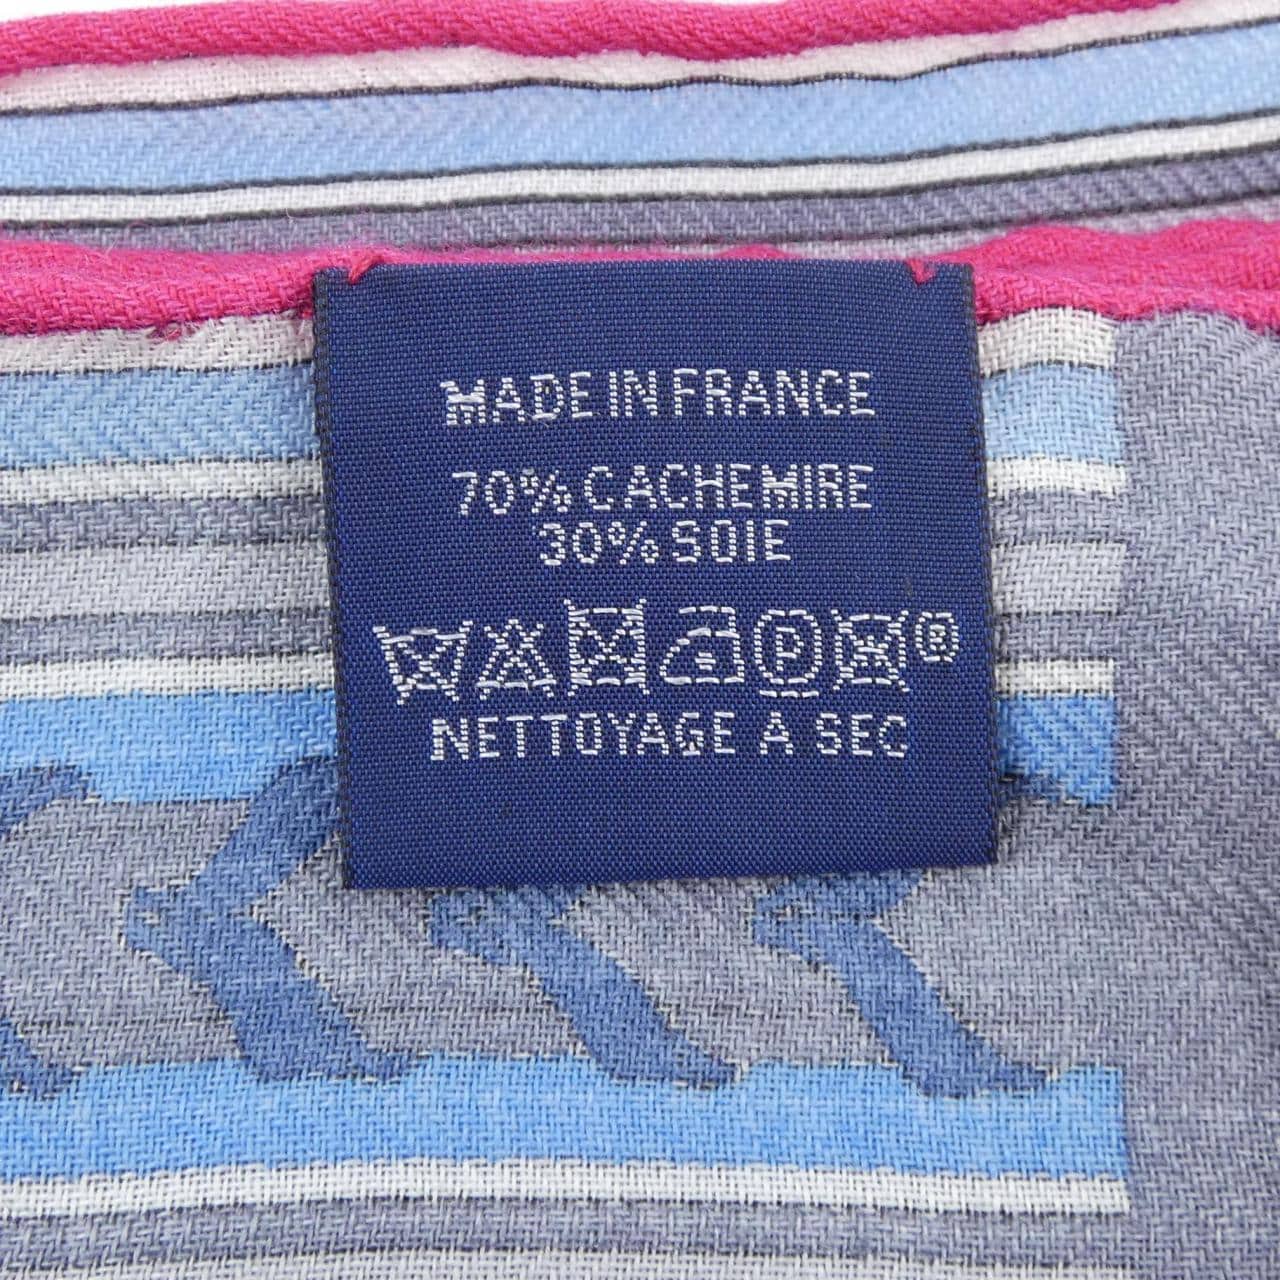 MADE IN FRANCE
70% CACHEMIRE
30% SOIE
P ®
NETTOYAGE A SEC